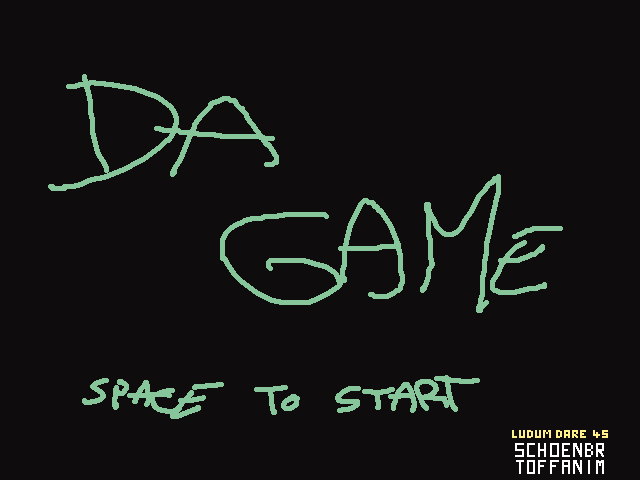 DA
GAME
SPACE TO START
LUDUM DARE 45
SCHOENBR
TOFFANIM